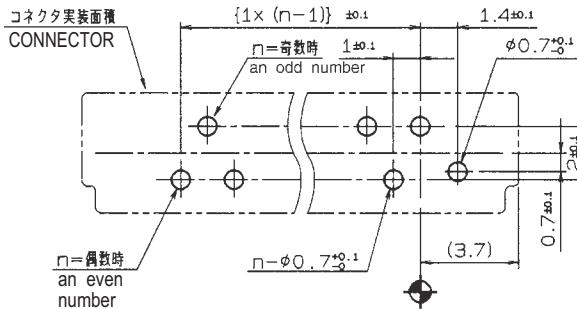 コネクタ実装面積
CONNECTOR
{1×(n-1)} ±0.1
1.4±0.1
n=奇数時
an odd number
1±0.1
φ0.7+0.1 -0
2±0.1
0.7±0.1
n=偶数時
an even
number
n-φ0.7+0.1 -0
(3.7)